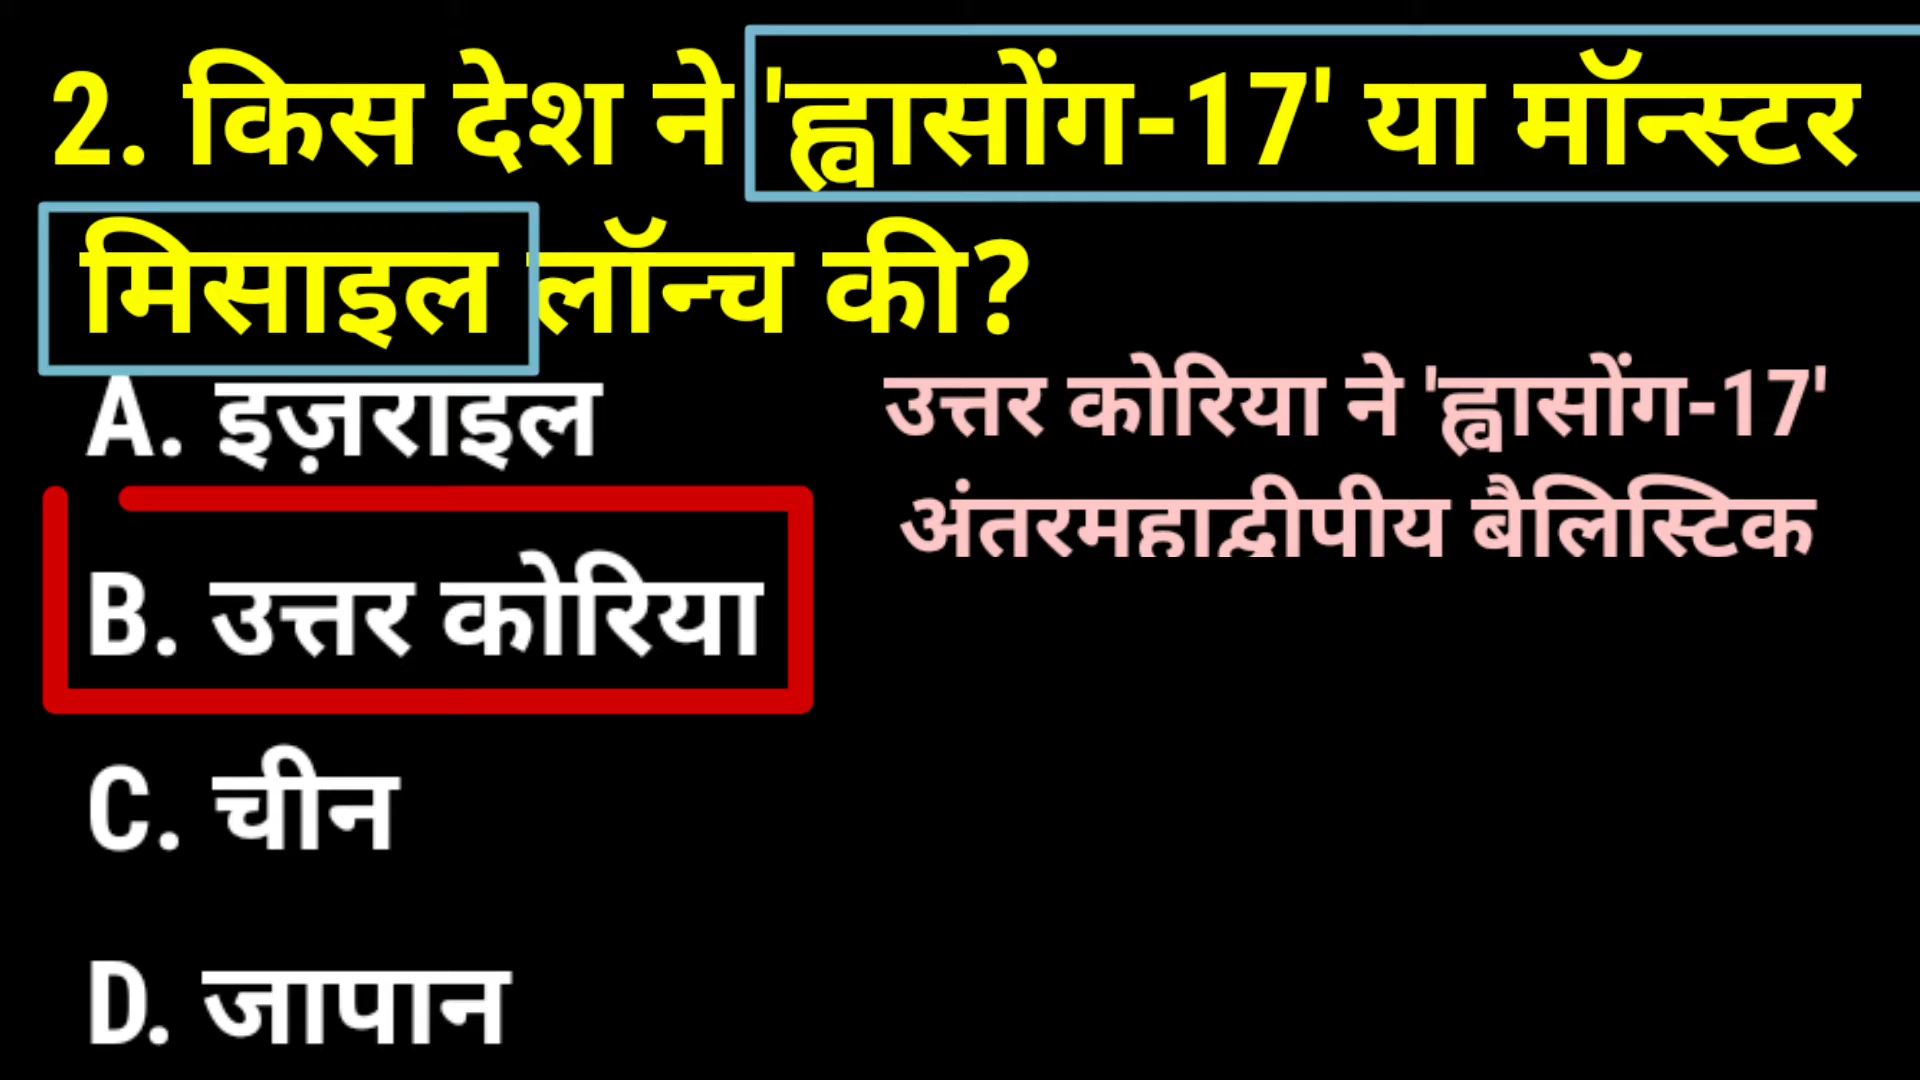 2. किस देश ने 'ह्वासोंग-17' या मॉन्स्टर
मिसाइल लॉन्च की?
A. इज़राइल
उत्तर कोरिया ने 'ह्वासोंग-17'
अंतरमहाद्वीपीय बैलिस्टिक
B. उत्तर कोरिया
C. चीन
D. जापान